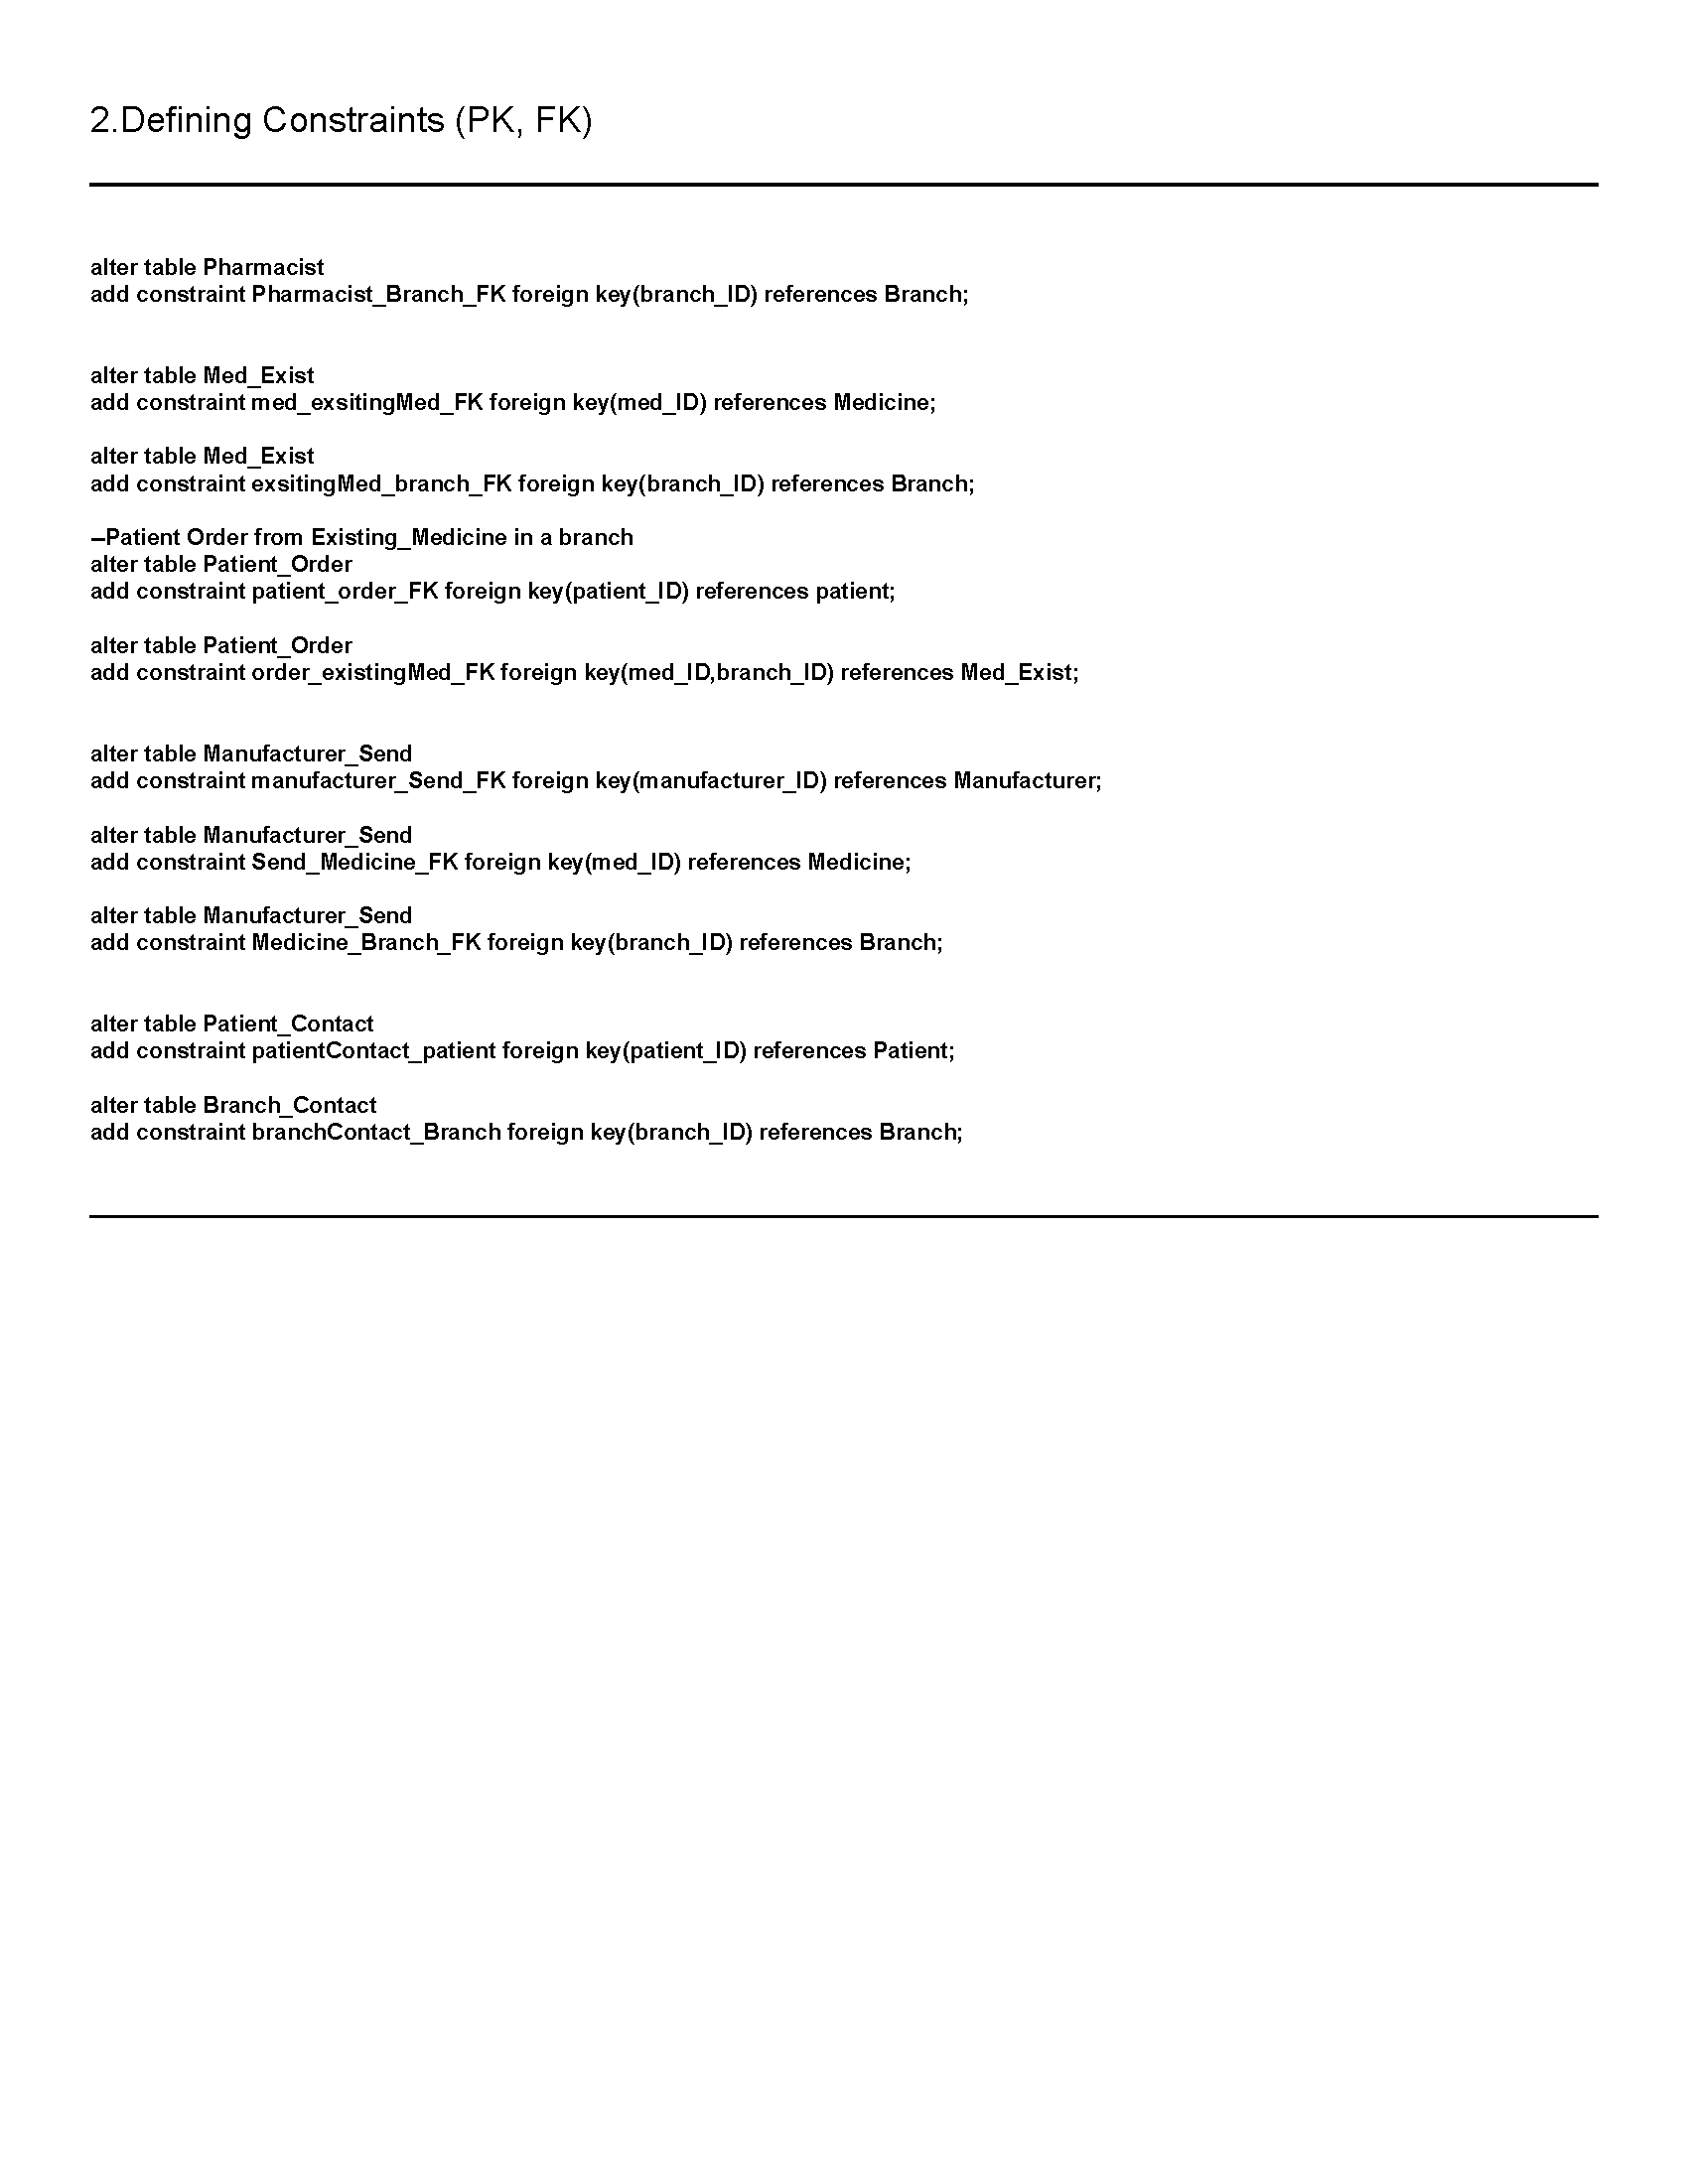 2.Defining Constraints (PK, FK)
alter table Pharmacist
add constraint Pharmacist_Branch_FK foreign key(branch_ID) references Branch;
alter table Med_Exist
add constraint med_exsitingMed_FK foreign key(med_ID) references Medicine;
alter table Med_Exist
add constraint exsitingMed_branch_FK foreign key(branch_ID) references Branch;
--Patient Order from Existing_Medicine in a branch
alter table Patient_Order
add constraint patient_order_FK foreign key(patient_ID) references patient;
alter table Patient_Order
add constraint order_existingMed_FK foreign key(med_ID,branch_ID) references Med_Exist;
alter table Manufacturer_Send
add constraint manufacturer_Send_FK foreign key(manufacturer_ID) references Manufacturer;
alter table Manufacturer_Send
add constraint Send_Medicine_FK foreign key(med_ID) references Medicine;
alter table Manufacturer_Send
add constraint Medicine_Branch_FK foreign key(branch_ID) references Branch;
alter table Patient_Contact
add constraint patientContact_patient foreign key(patient_ID) references Patient;
alter table Branch_Contact
add constraint branchContact_Branch foreign key(branch_ID) references Branch;